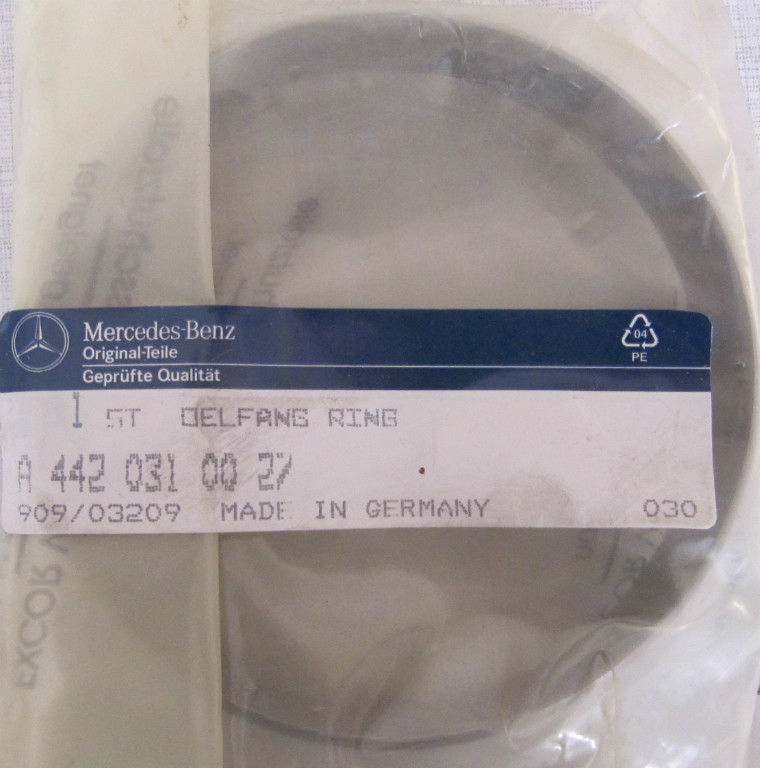 Mercedes-Benz
Original-Teile
Geprüfte Qualität
04
PE
1 ST OELFANG RING
A 442 031 00 27
909/03209 MADE IN GERMANY 030
EXCOR